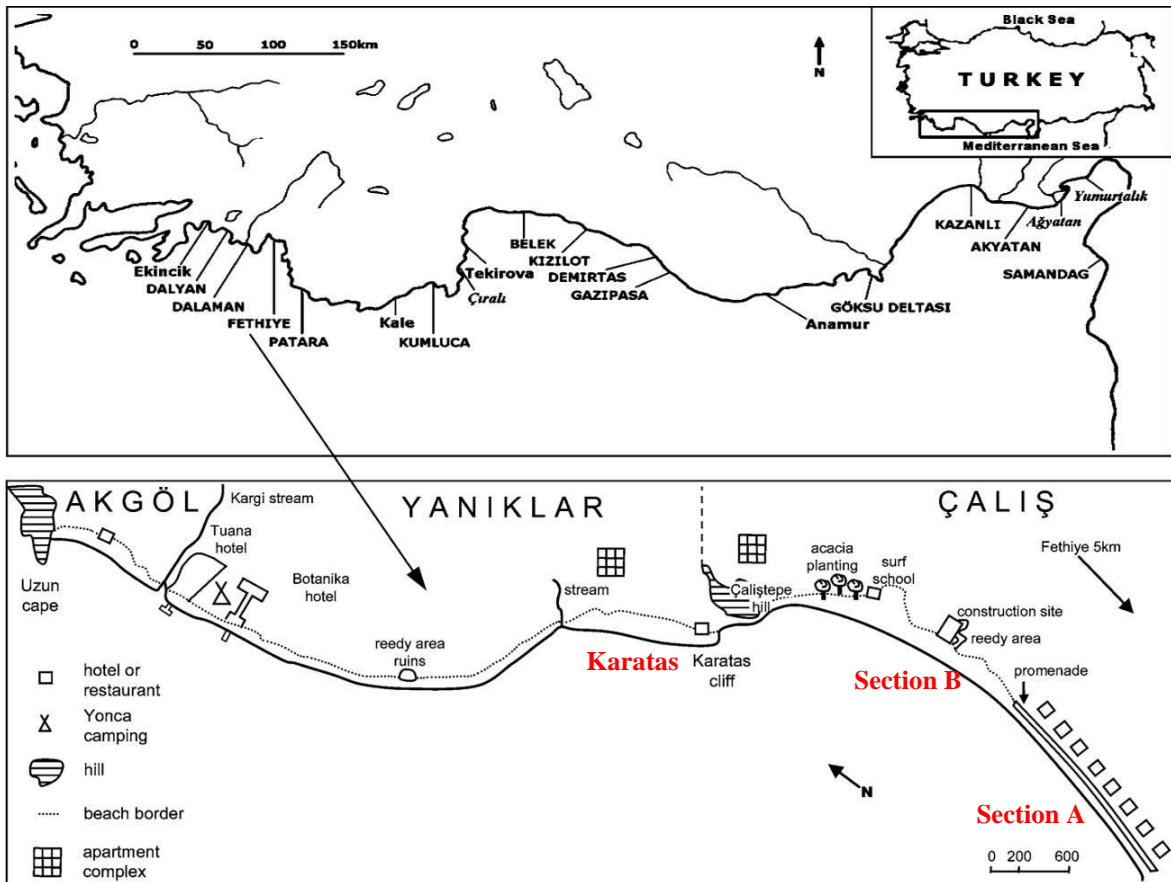 0 50 100 150km
N
Black Sea
TURKEY
Mediterranean Sea
Ekincik
DALYAN
DALAMAN
FETHIYE
PATARA
Kale
KUMLUCA
Tekirova
Çıralı
BELEK
KIZILOT
DEMIRTAS
GAZIPASA
Anamur
GÖKSU DELTASI
KAZANLI
AKYATAN
Ağyatan
Yumurtalık
SAMANDAG
AKGÖL
YANIKLAR
ÇALIŞ
Kargi stream
Tuana
hotel
Uzun
cape
Botanika
hotel
reedy area
ruins
stream
Karatas
Karatas
cliff
Çaliştepe
hill
acacia
planting
surf
school
Fethiye 5km
construction site
reedy area
promenade
Section B
Section A
N
0 200 600
hotel or
restaurant
Yonca
camping
hill
beach border
apartment
complex